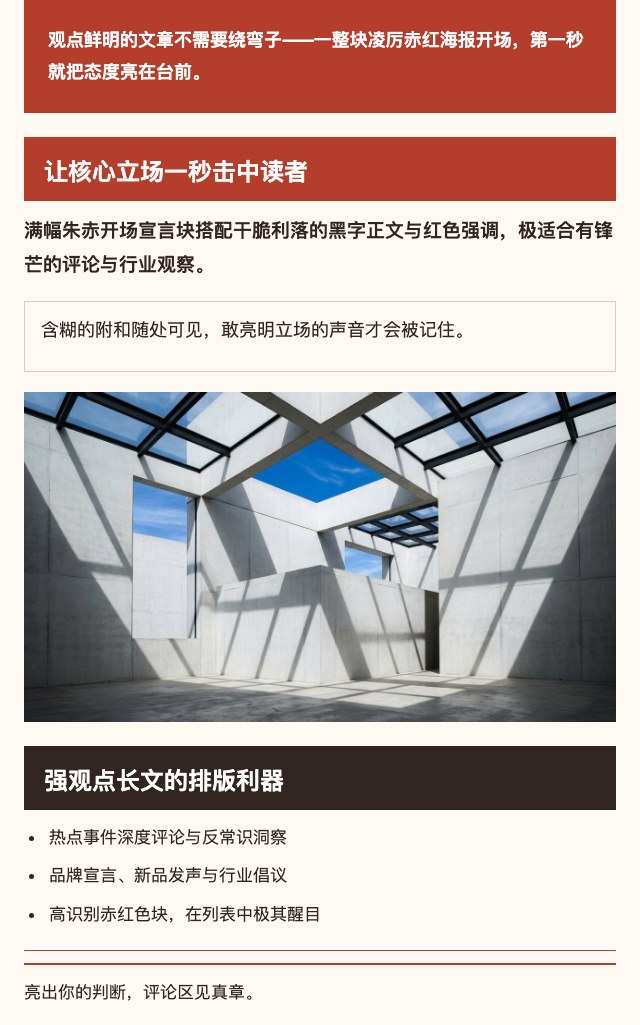 观点鲜明的文章不需要绕弯子——一整块凌厉赤红海报开场，第一秒
就把态度亮在台前。
让核心立场一秒击中读者
满幅朱赤开场宣言块搭配干脆利落的黑字正文与红色强调，极适合有锋
芒的评论与行业观察。
含糊的附和随处可见，敢亮明立场的声音才会被记住。
强观点长文的排版利器
• 热点事件深度评论与反常识洞察
• 品牌宣言、新品发声与行业倡议
• 高识别赤红色块，在列表中极其醒目
亮出你的判断，评论区见真章。